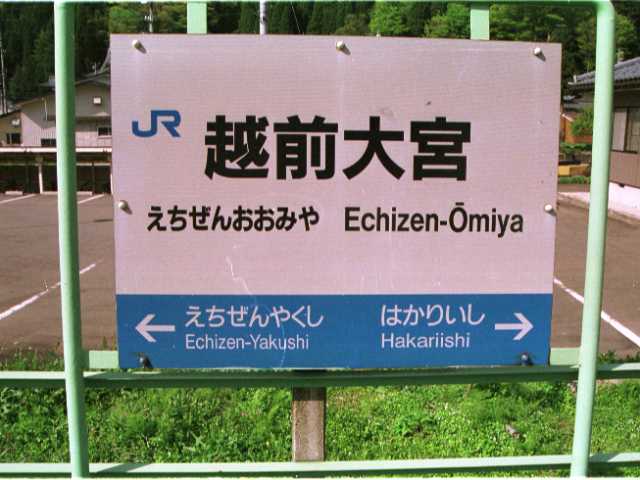 JR 越前大宮
えちぜんおおみや Echizen-Ōmiya
えちぜんやくし はかりいし
Echizen-Yakushi Hakariishi